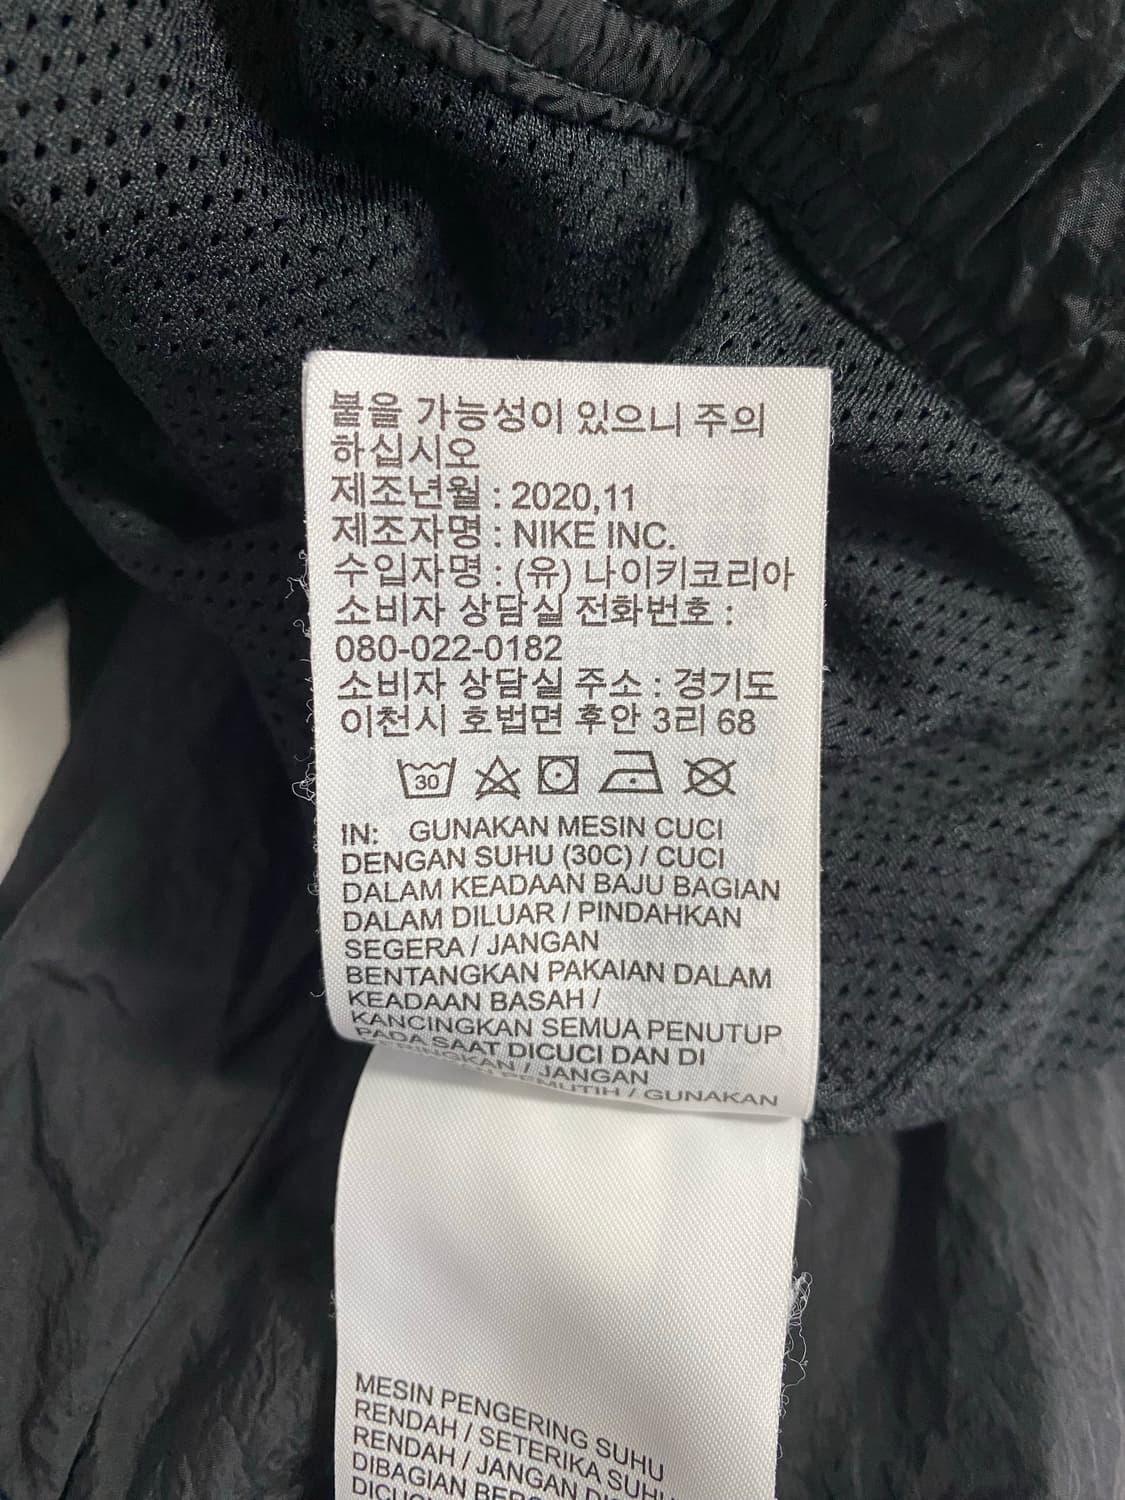 붙을 가능성이 있으니 주의
하십시오
제조년월 : 2020,11
제조자명 : NIKE INC.
수입자명 : (유) 나이키코리아
소비자 상담실 전화번호 :
080-022-0182
소비자 상담실 주소 : 경기도
이천시 호법면 후안 3리 68
30
IN: GUNAKAN MESIN CUCI
DENGAN SUHU (30C) / CUCI
DALAM KEADAAN BAJU BAGIAN
DALAM DILUAR / PINDAHKAN
SEGERA / JANGAN
BENTANGKAN PAKAIAN DALAM
KEADAAN BASAH /
KANCINGKAN SEMUA PENUTUP
PADA SAAT DICUCI DAN DI
/ JANGAN
PEMUTIH / GUNAKAN
MESIN PENGERING SUHU
RENDAH / SETERIKA SUHU
RENDAH / JANGAN
DIBAGIAN